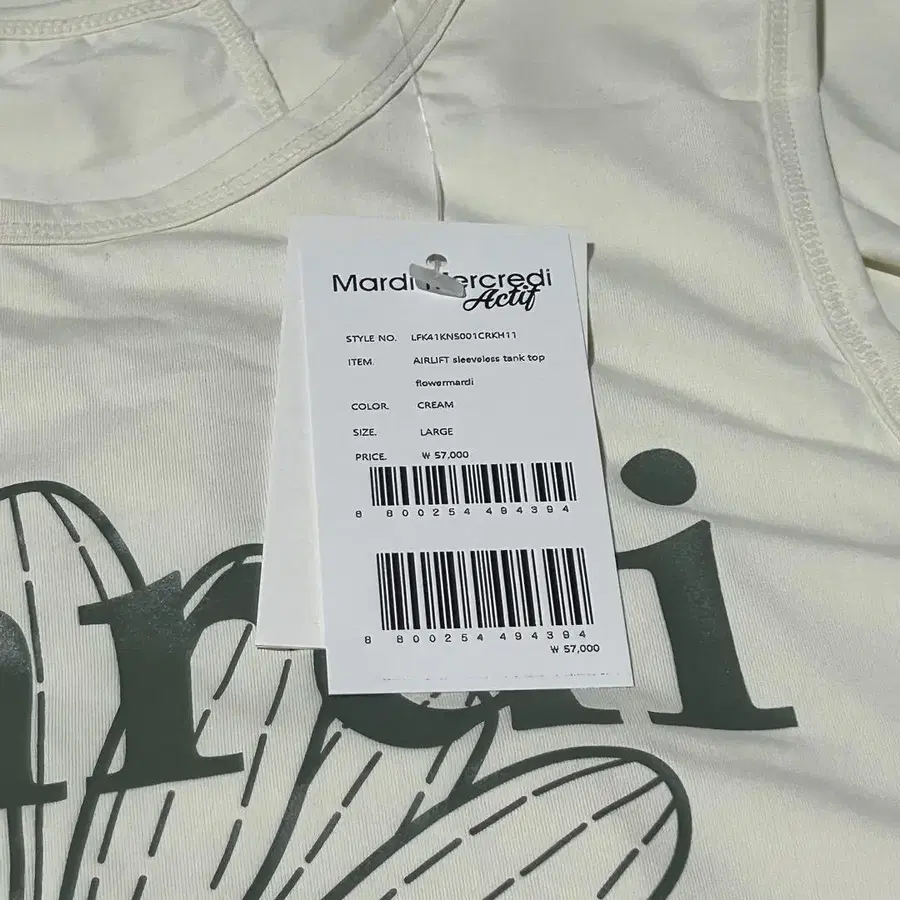 Mardi Mercredi
Actif
STYLE NO. LFK41KNS001CRKH11
ITEM. AIRLIFT sleeveless tank top
flowermardi
COLOR. CREAM
SIZE. LARGE
PRICE. ₩ 57,000
8 800254 494394
8 800254 494394
₩ 57,000